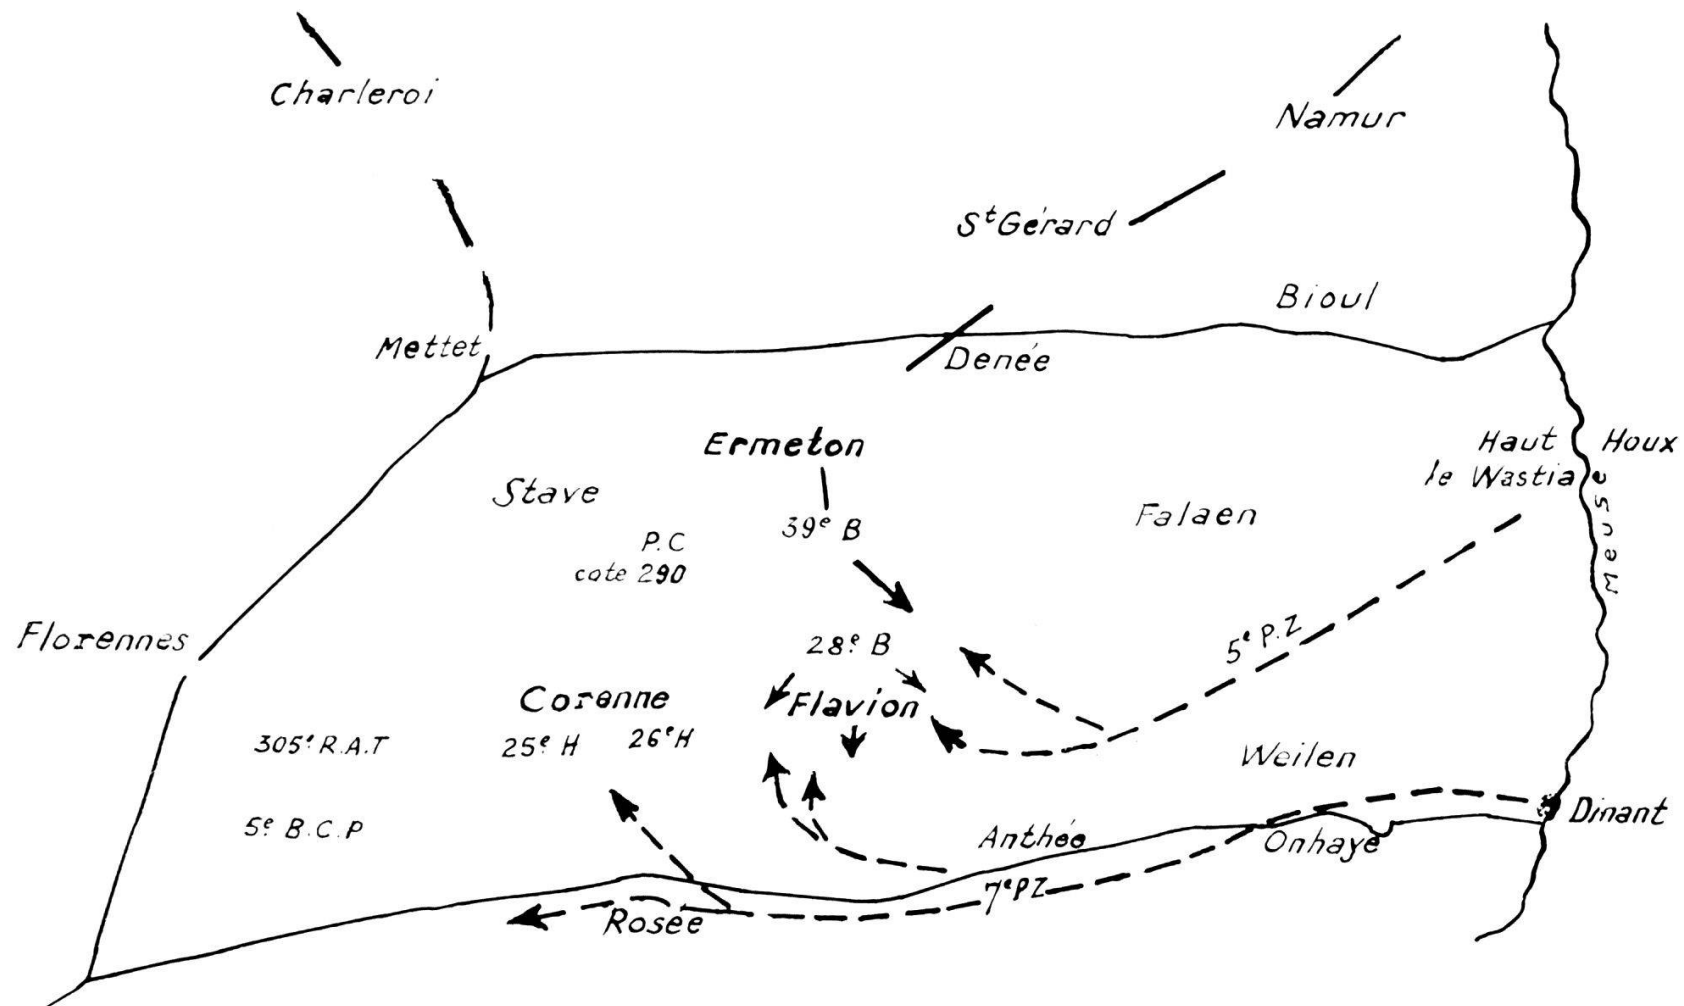 Charleroi
Namur
St Gérard
Bioul
Mettet
Denée
Ermeton
Haut Houx
le Wastia
Meuse
Stave
39e B
Falaen
P.C
cote 290
Florennes
28e B
5e P.Z
Corenne
Flavion
305e R.A.T
25e H
26e H
Weilen
5e B.C.P
Dinant
Anthée
Onhaye
7e PZ
Rosée